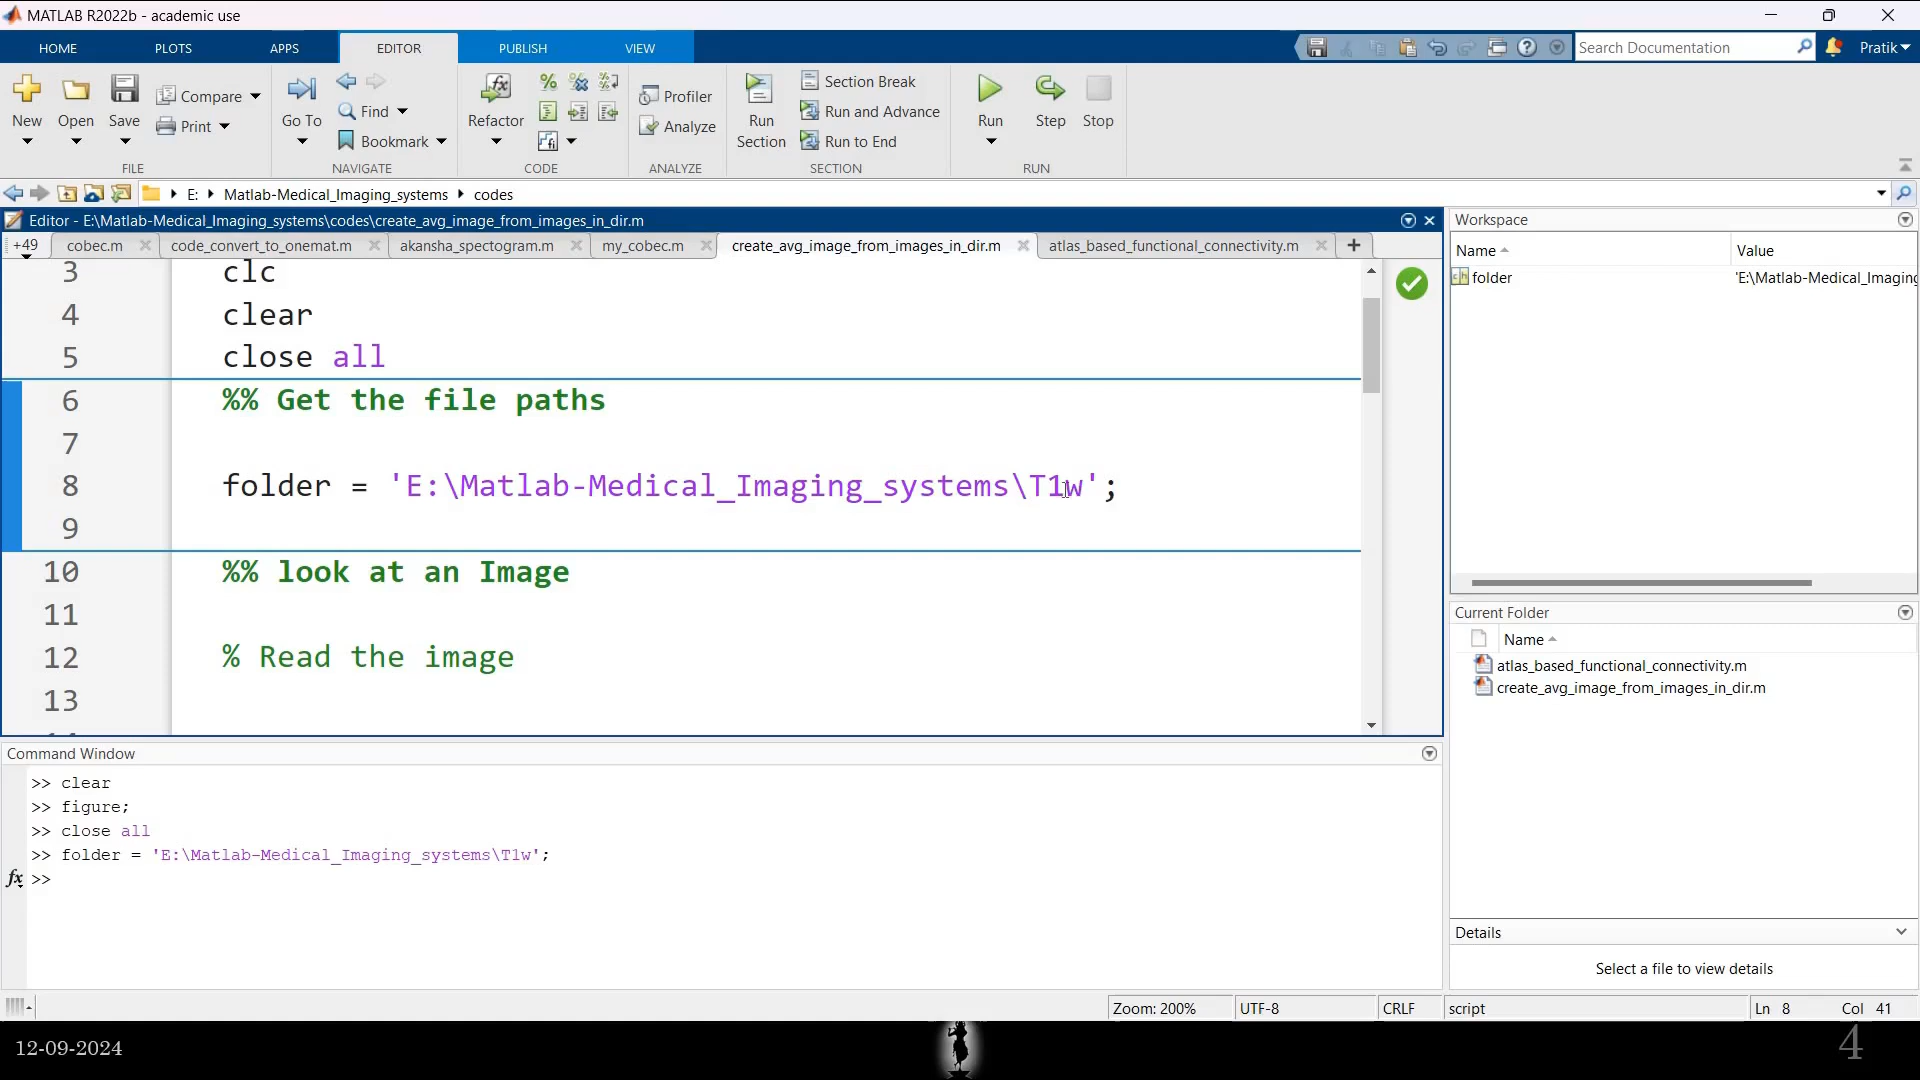 MATLAB R2022b - academic use
HOME PLOTS APPS EDITOR PUBLISH VIEW Search Documentation Pratik
New Open Save Compare Print FILE
Go To Find Bookmark NAVIGATE
Refactor CODE
Profiler Analyze ANALYZE
Run Section Section Break Run and Advance Run to End SECTION
Run Step Stop RUN
E: Matlab-Medical_Imaging_systems codes
Editor - E:\Matlab-Medical_Imaging_systems\codes\create_avg_image_from_images_in_dir.m
+49 cobec.m code_convert_to_onemat.m akansha_spectogram.m my_cobec.m create_avg_image_from_images_in_dir.m atlas_based_functional_connectivity.m
3 clc
4 clear
5 close all
6 %% Get the file paths
7
8 folder = 'E:\Matlab-Medical_Imaging_systems\T1w';
9
10 %% look at an Image
11
12 % Read the image
13
Command Window
>> clear
>> figure;
>> close all
>> folder = 'E:\Matlab-Medical_Imaging_systems\T1w';
fx >>
Workspace
Name Value
folder 'E:\Matlab-Medical_Imaging
Current Folder
Name
atlas_based_functional_connectivity.m
create_avg_image_from_images_in_dir.m
Details
Select a file to view details
Zoom: 200% UTF-8 CRLF script Ln 8 Col 41
12-09-2024 4